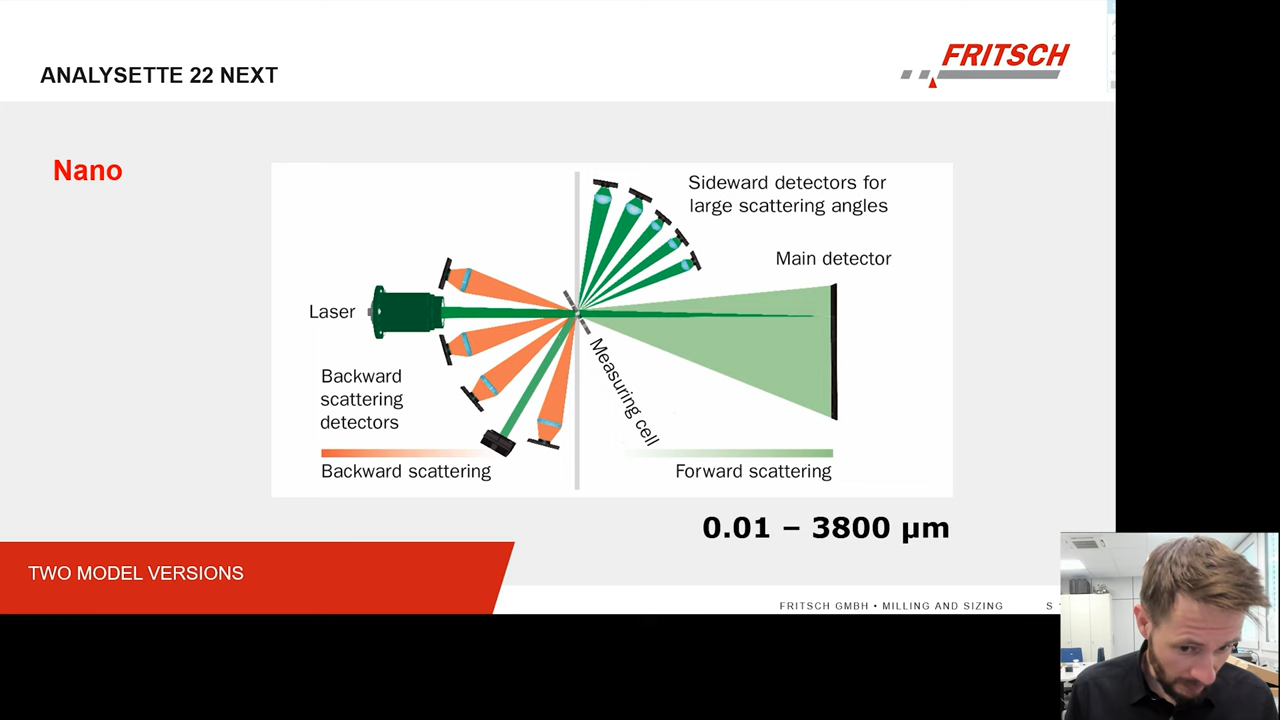 ANALYSETTE 22 NEXT
FRITSCH
Nano
Sideward detectors for
large scattering angles
Main detector
Laser
Measuring cell
Backward
scattering
detectors
Backward scattering
Forward scattering
0.01 – 3800 µm
TWO MODEL VERSIONS
FRITSCH GMBH • MILLING AND SIZING
S